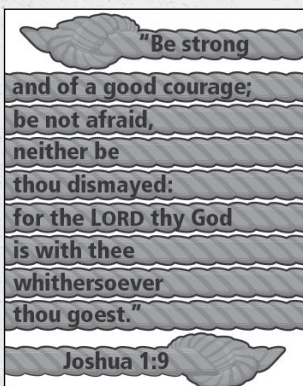 "Be strong
and of a good courage;
be not afraid,
neither be
thou dismayed:
for the LORD thy God
is with thee
whithersoever
thou goest."
Joshua 1:9